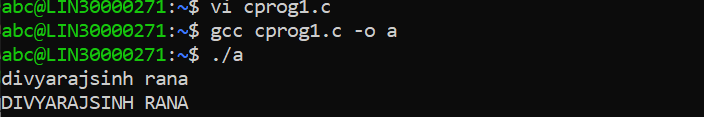 abc@LIN30000271:~$ vi cprog1.c
abc@LIN30000271:~$ gcc cprog1.c -o a
abc@LIN30000271:~$ ./a
divyarajsinh rana
DIVYARAJSINH RANA